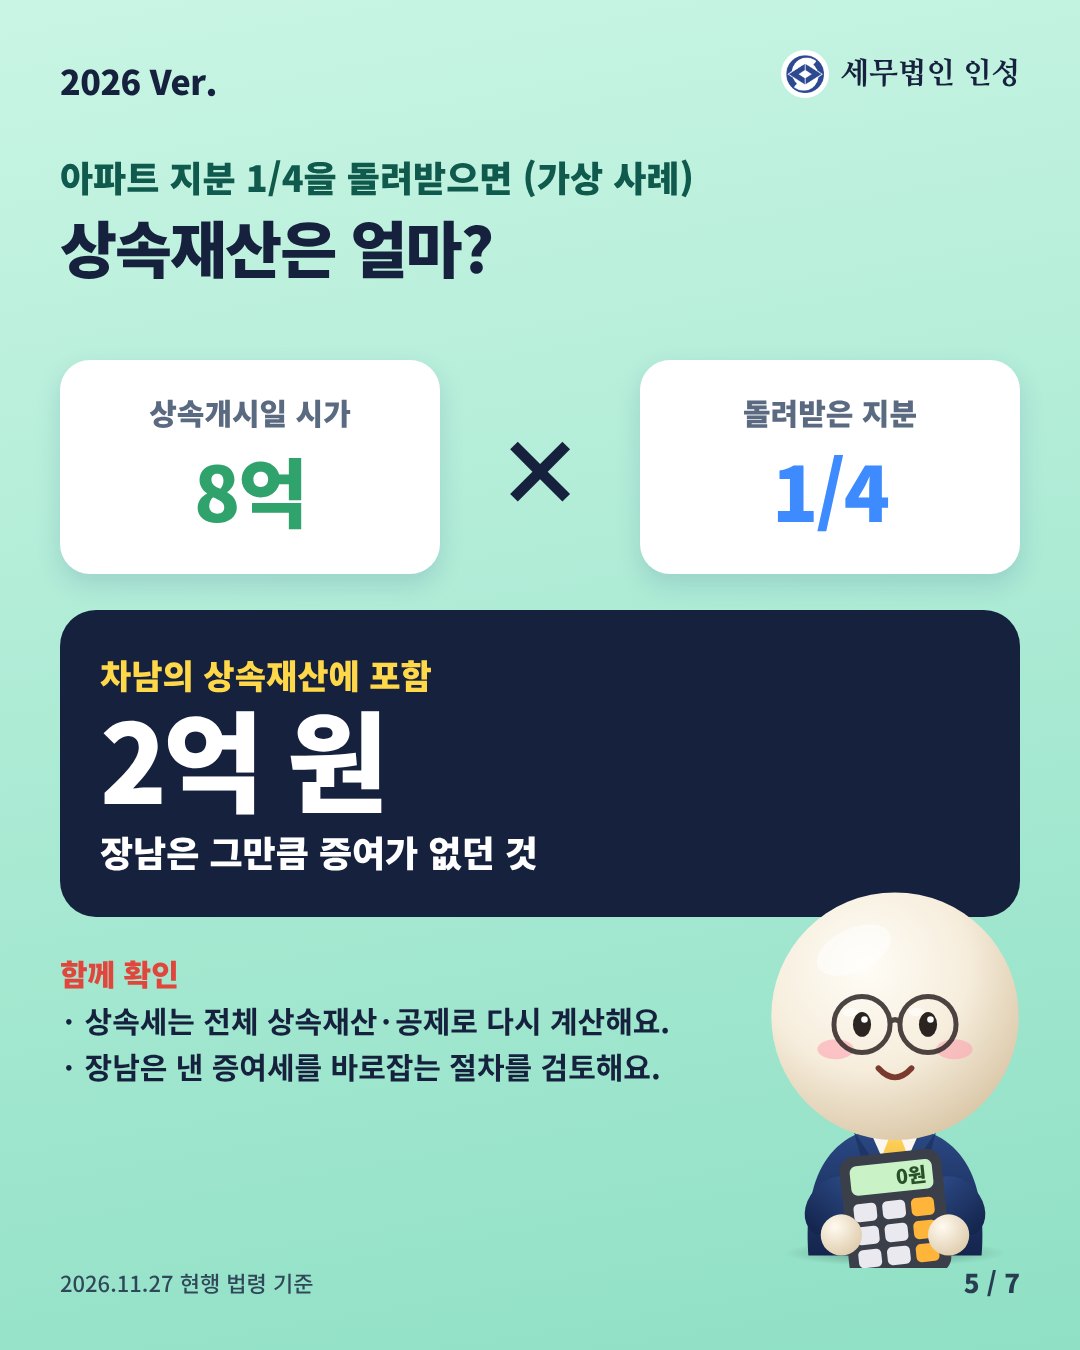 2026 Ver.
세무법인 인성
아파트 지분 1/4을 돌려받으면 (가상 사례)
상속재산은 얼마?
상속개시일 시가
8억
×
돌려받은 지분
1/4
차남의 상속재산에 포함
2억 원
장남은 그만큼 증여가 없던 것
함께 확인
· 상속세는 전체 상속재산·공제로 다시 계산해요.
· 장남은 낸 증여세를 바로잡는 절차를 검토해요.
0원
2026.11.27 현행 법령 기준
5 / 7